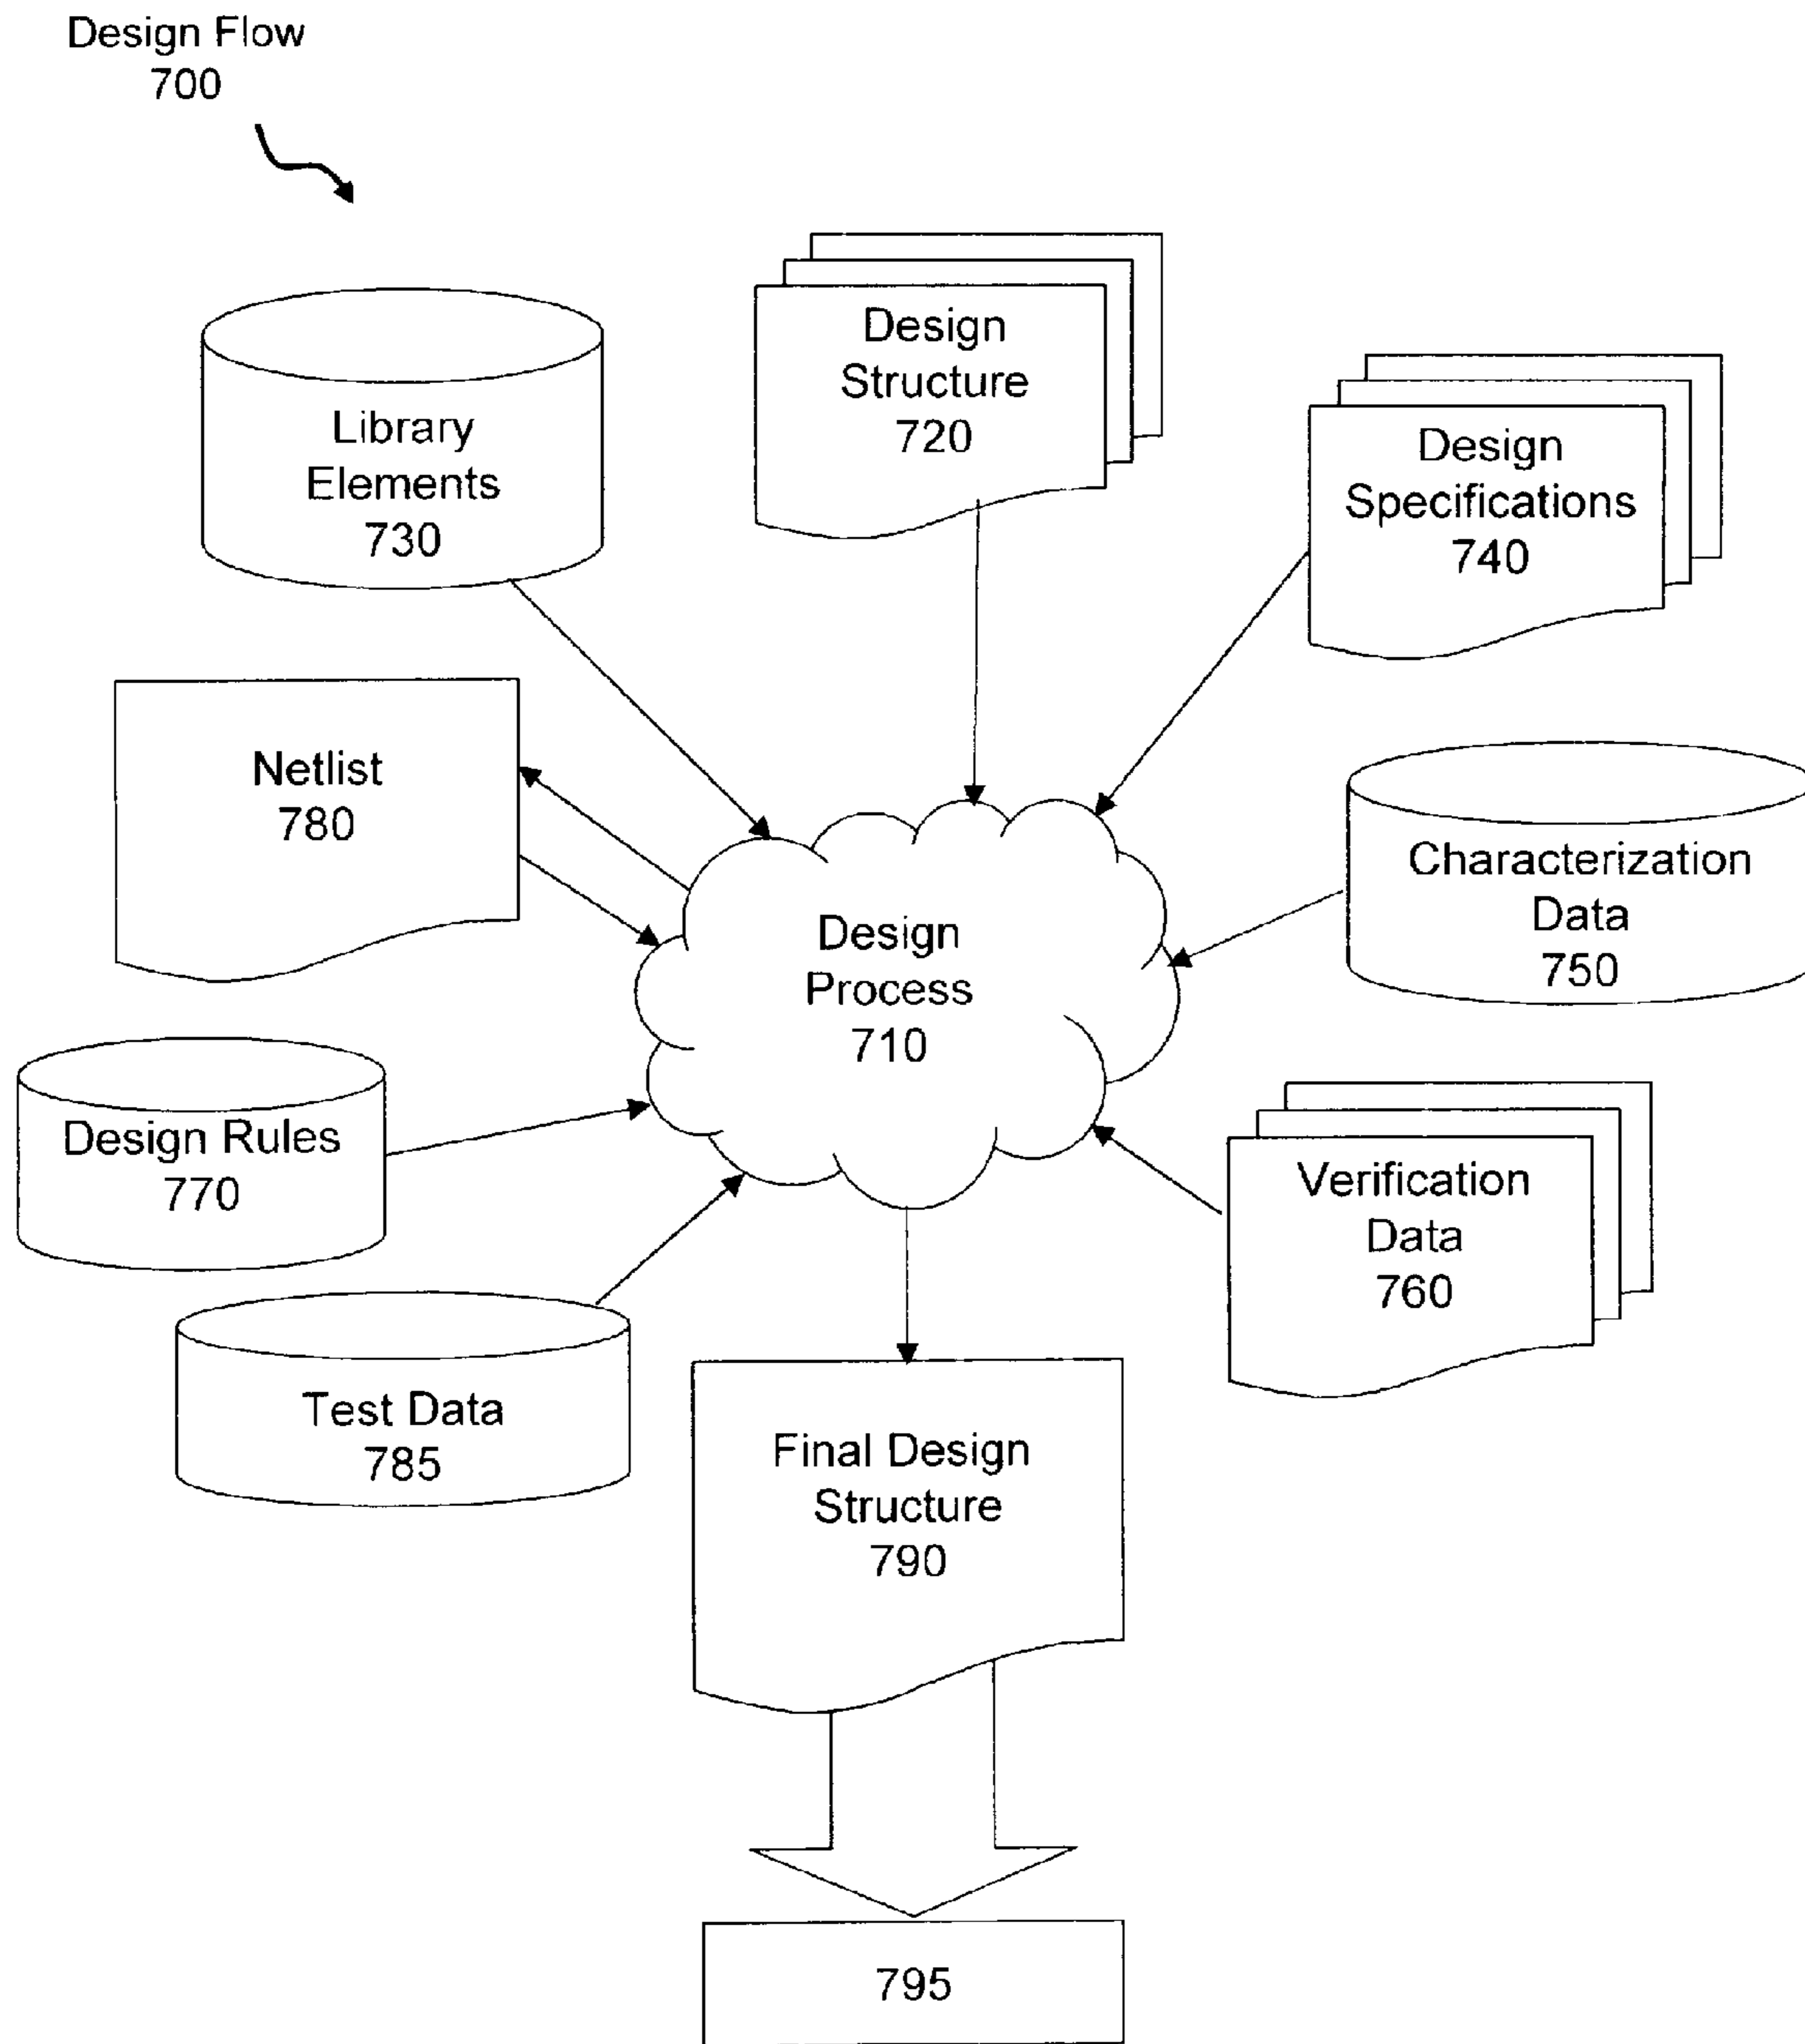 Design Flow
700
Design
Structure
720
Library
Elements
730
Design
Specifications
740
Netlist
780
Characterization
Data
750
Design
Process
710
Design Rules
770
Verification
Data
760
Test Data
785
Final Design
Structure
790
795